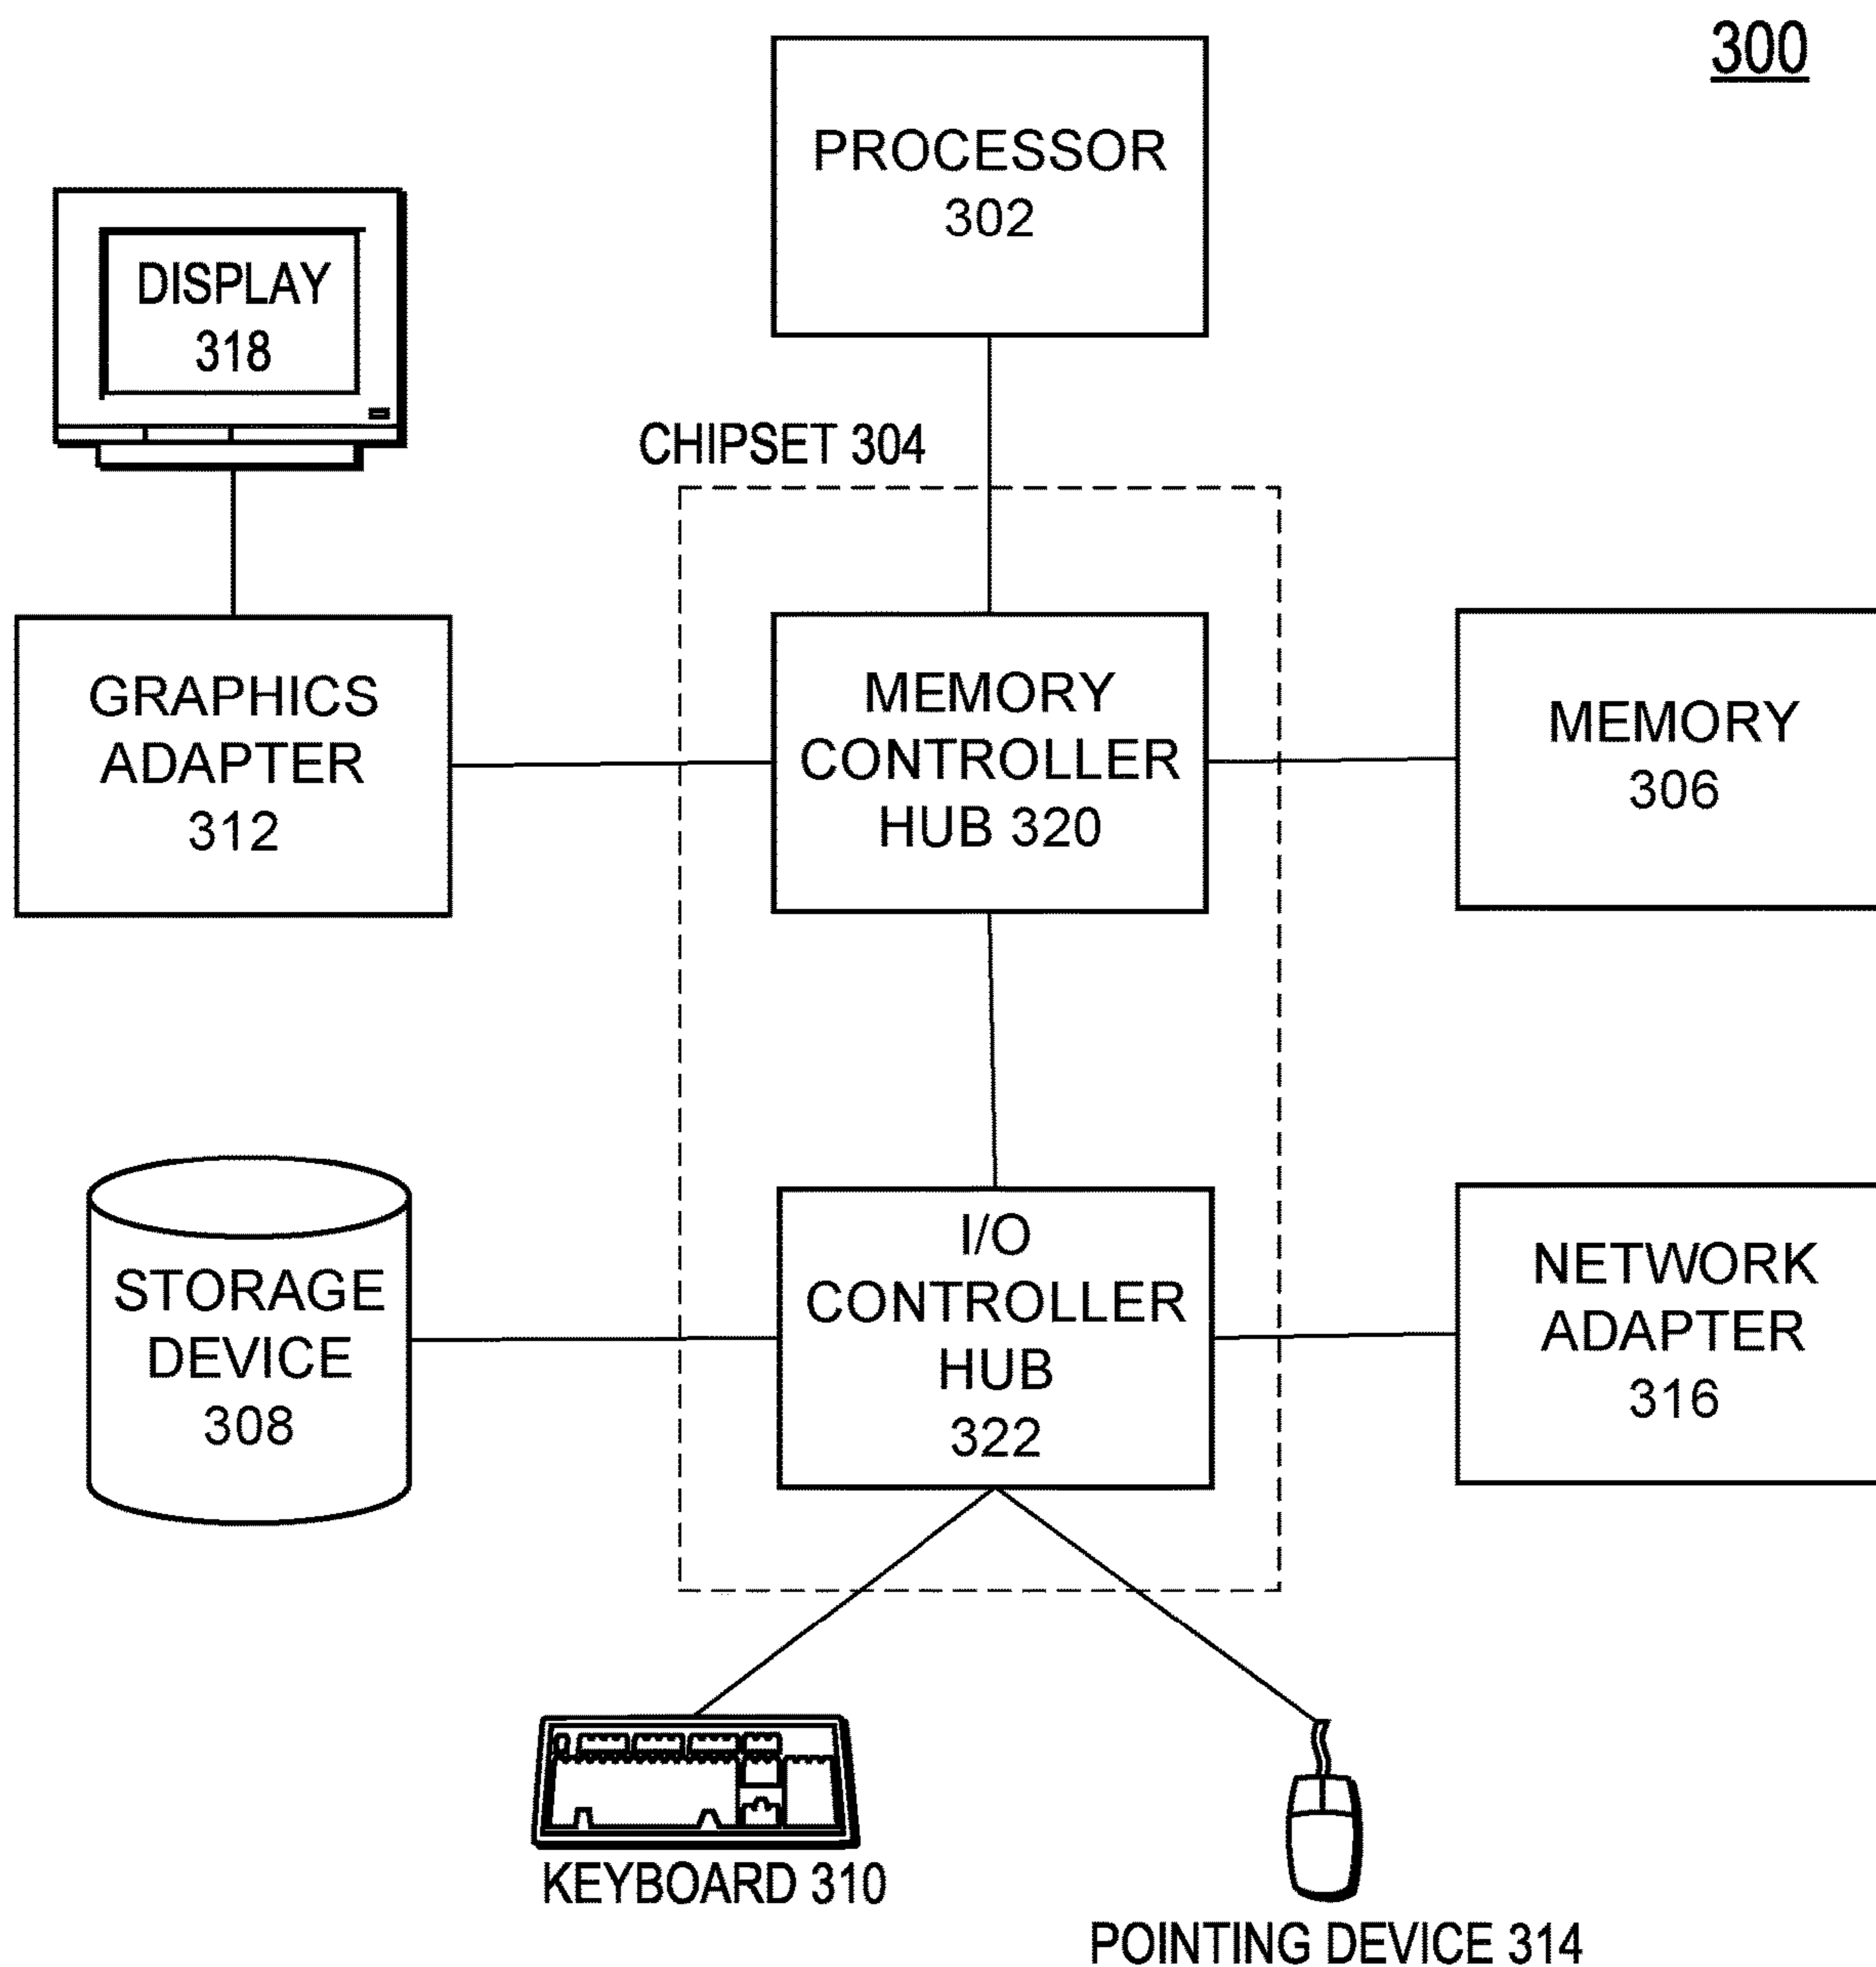 300
PROCESSOR
302
DISPLAY
318
CHIPSET 304
GRAPHICS
ADAPTER
312
MEMORY
CONTROLLER
HUB 320
MEMORY
306
STORAGE
DEVICE
308
I/O
CONTROLLER
HUB
322
NETWORK
ADAPTER
316
KEYBOARD 310
POINTING DEVICE 314